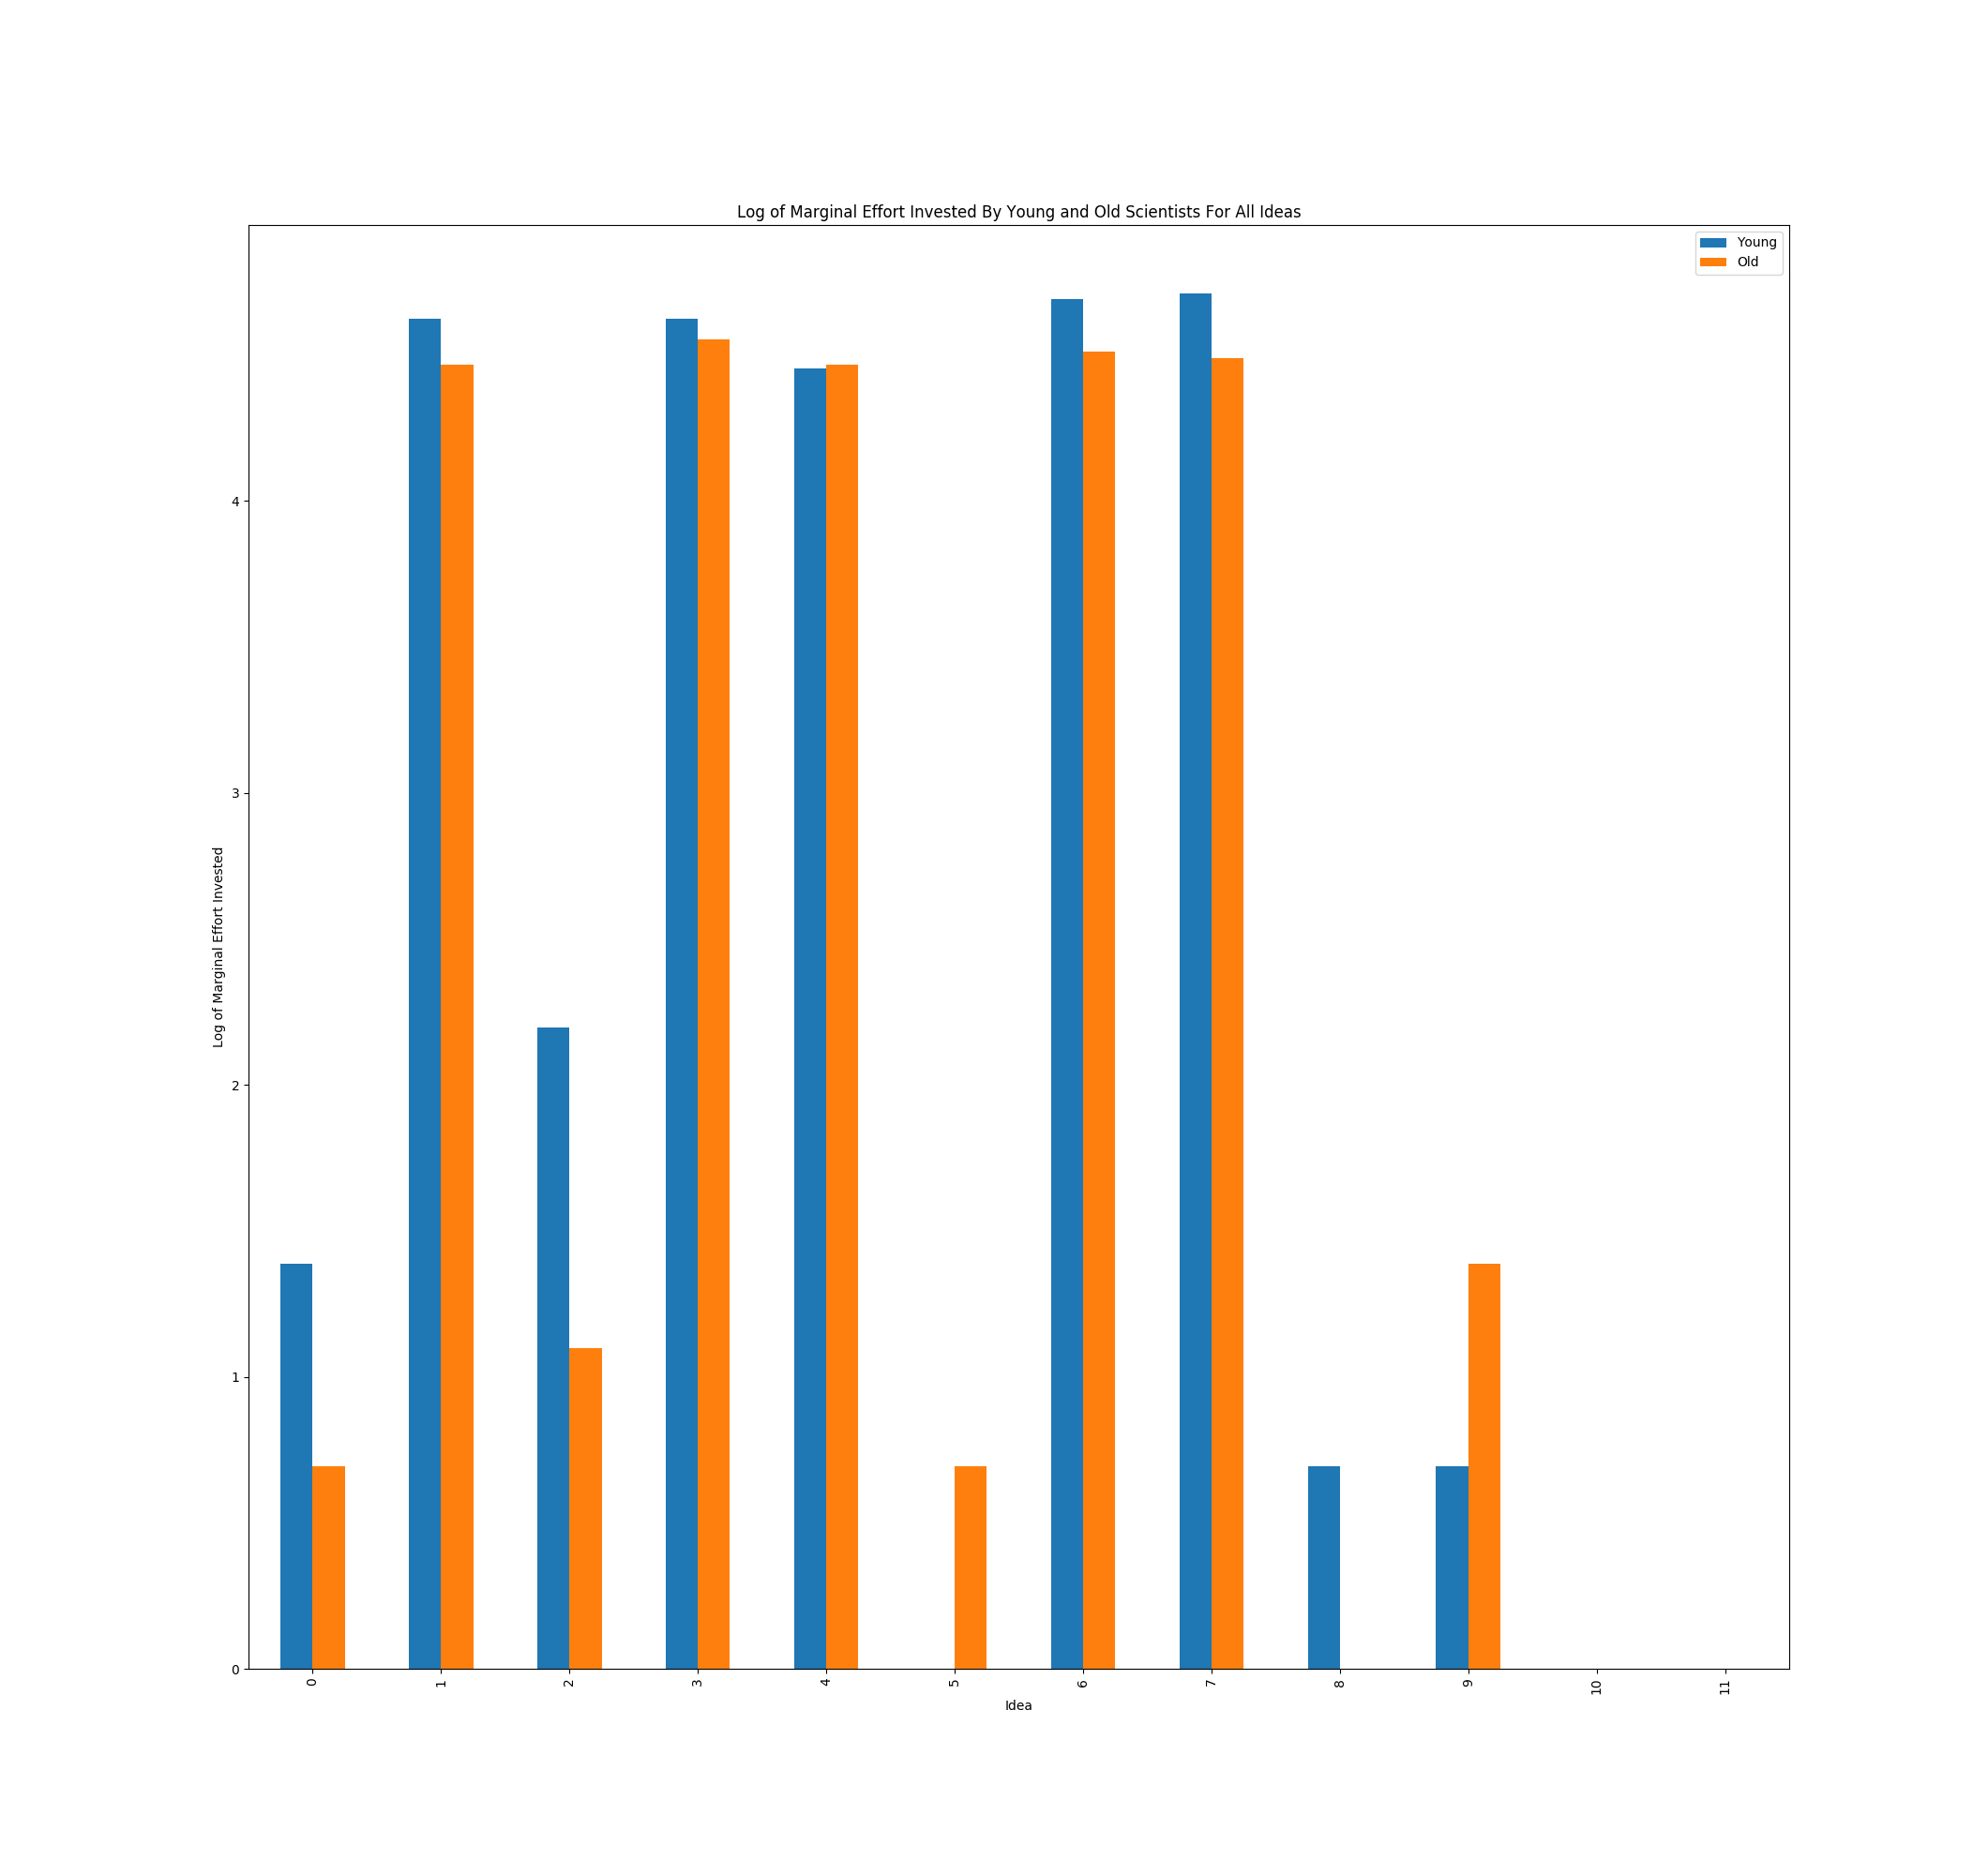 Log of Marginal Effort Invested By Young and Old Scientists For All Ideas
Young
Old
Log of Marginal Effort Invested
4
3
2
1
0
0 1 2 3 4 5 6 7 8 9 10 11
Idea